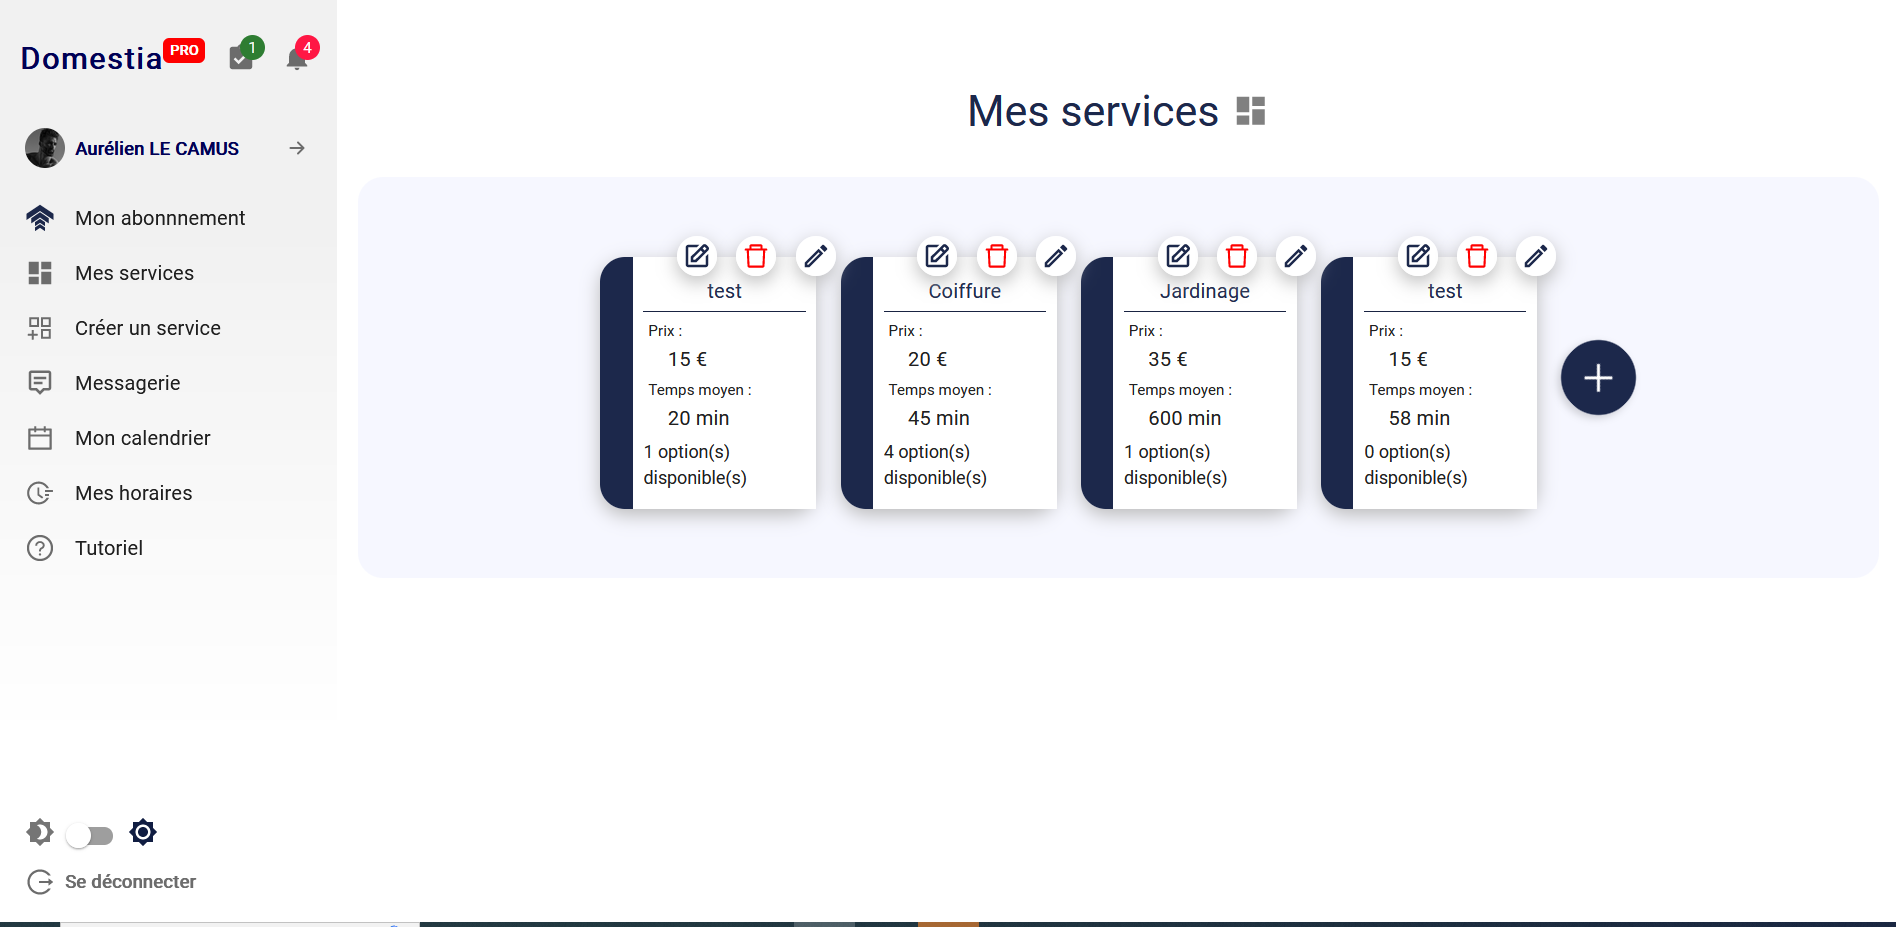 Domestia PRO 1 4
Aurélien LE CAMUS
Mon abonnnement
Mes services
Créer un service
Messagerie
Mon calendrier
Mes horaires
Tutoriel
Se déconnecter
Mes services
test
Prix :
15 €
Temps moyen :
20 min
1 option(s)
disponible(s)
Coiffure
Prix :
20 €
Temps moyen :
45 min
4 option(s)
disponible(s)
Jardinage
Prix :
35 €
Temps moyen :
600 min
1 option(s)
disponible(s)
test
Prix :
15 €
Temps moyen :
58 min
0 option(s)
disponible(s)